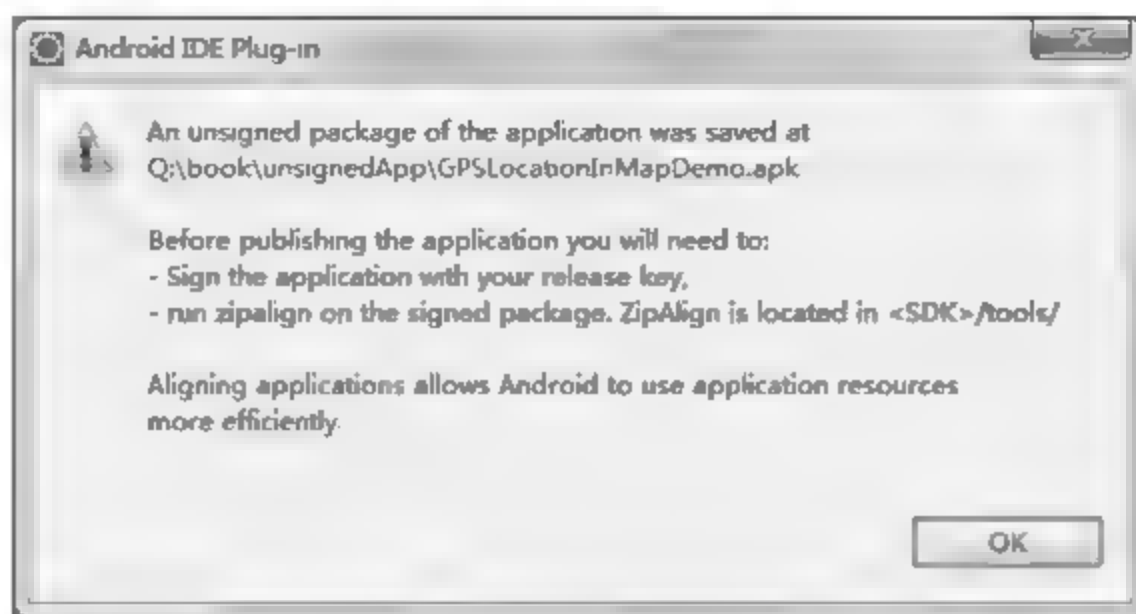 Android IDE Plug-in
An unsigned package of the application was saved at
Q:\book\unsignedApp\GPSLocationInMapDemo.apk
Before publishing the application you will need to:
- Sign the application with your release key,
- run zipalign on the signed package. ZipAlign is located in <SDK>/tools/
Aligning applications allows Android to use application resources
more efficiently.
OK